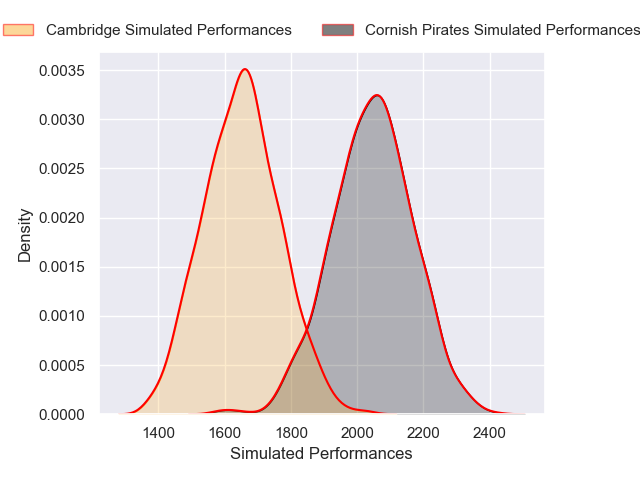 Cambridge Simulated Performances Cornish Pirates Simulated Performances
0.0035
0.0030
0.0025
0.0020
0.0015
0.0010
0.0005
0.0000
Density
1400 1600 1800 2000 2200 2400
Simulated Performances